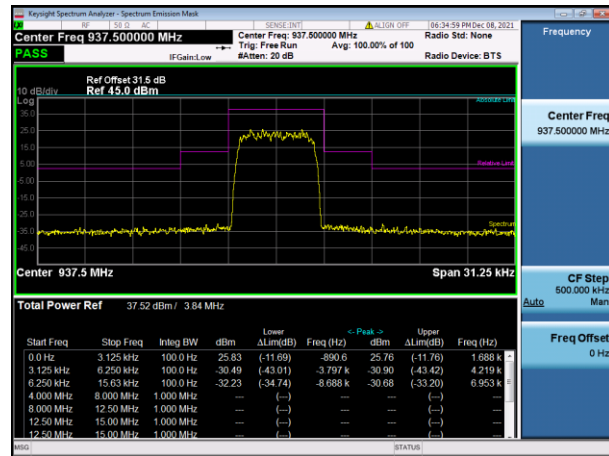 Keysight Spectrum Analyzer - Spectrum Emission Mask
RF 50 Ω AC SENSE:INT ALIGN OFF 06:34:59 PM Dec 08, 2021
Center Freq 937.500000 MHz Center Freq: 937.500000 MHz Radio Std: None
Trig: Free Run Avg: 100.00% of 100
PASS IFGain:Low #Atten: 20 dB Radio Device: BTS
Ref Offset 31.5 dB
10 dB/div Ref 45.0 dBm
Log
Absolute Limit
35.0
25.0
15.0
5.00
Relative Limit
-5.00
-15.0
-25.0
Spectrum
-35.0
-45.0
Center 937.5 MHz Span 31.25 kHz
Total Power Ref 37.52 dBm / 3.84 MHz
Lower <- Peak -> Upper
Start Freq Stop Freq Integ BW dBm ΔLim(dB) Freq (Hz) dBm ΔLim(dB) Freq (Hz)
0.0 Hz 3.125 kHz 100.0 Hz 25.83 (-11.69) -890.6 25.76 (-11.76) 1.688 k
3.125 kHz 6.250 kHz 100.0 Hz -30.49 (-43.01) -3.797 k -30.90 (-43.42) 4.219 k
6.250 kHz 15.63 kHz 100.0 Hz -32.23 (-34.74) -8.688 k -30.68 (-33.20) 6.953 k
4.000 MHz 8.000 MHz 1.000 MHz --- (---) --- (---)
8.000 MHz 12.50 MHz 1.000 MHz --- (---) --- (---)
12.50 MHz 15.00 MHz 1.000 MHz --- (---) --- (---)
12.50 MHz 15.00 MHz 1.000 MHz --- (---) --- (---)
MSG STATUS
Frequency
Center Freq
937.500000 MHz
CF Step
500.000 kHz
Auto Man
Freq Offset
0 Hz